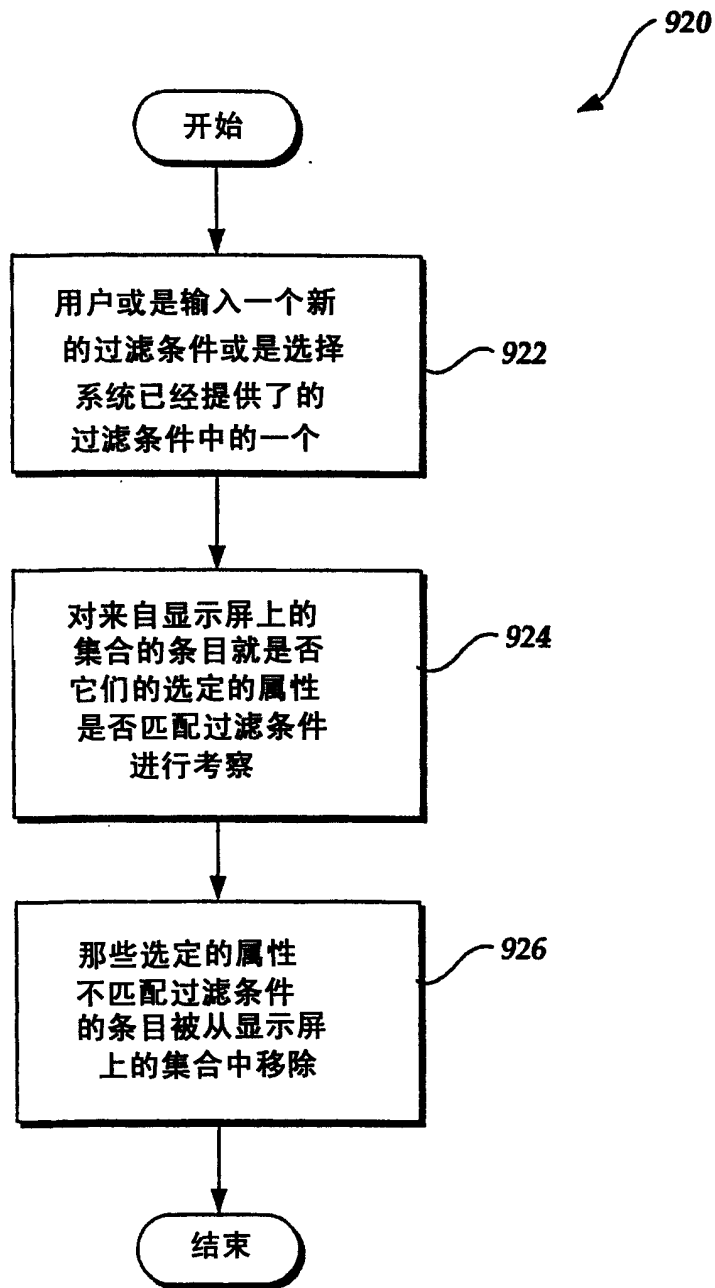 920
开始
用户或是输入一个新
的过滤条件或是选择
系统已经提供了的
过滤条件中的一个
922
对来自显示屏上的
集合的条目就是否
它们的选定的属性
是否匹配过滤条件
进行考察
924
那些选定的属性
不匹配过滤条件
的条目被从显示屏
上的集合中移除
926
结束